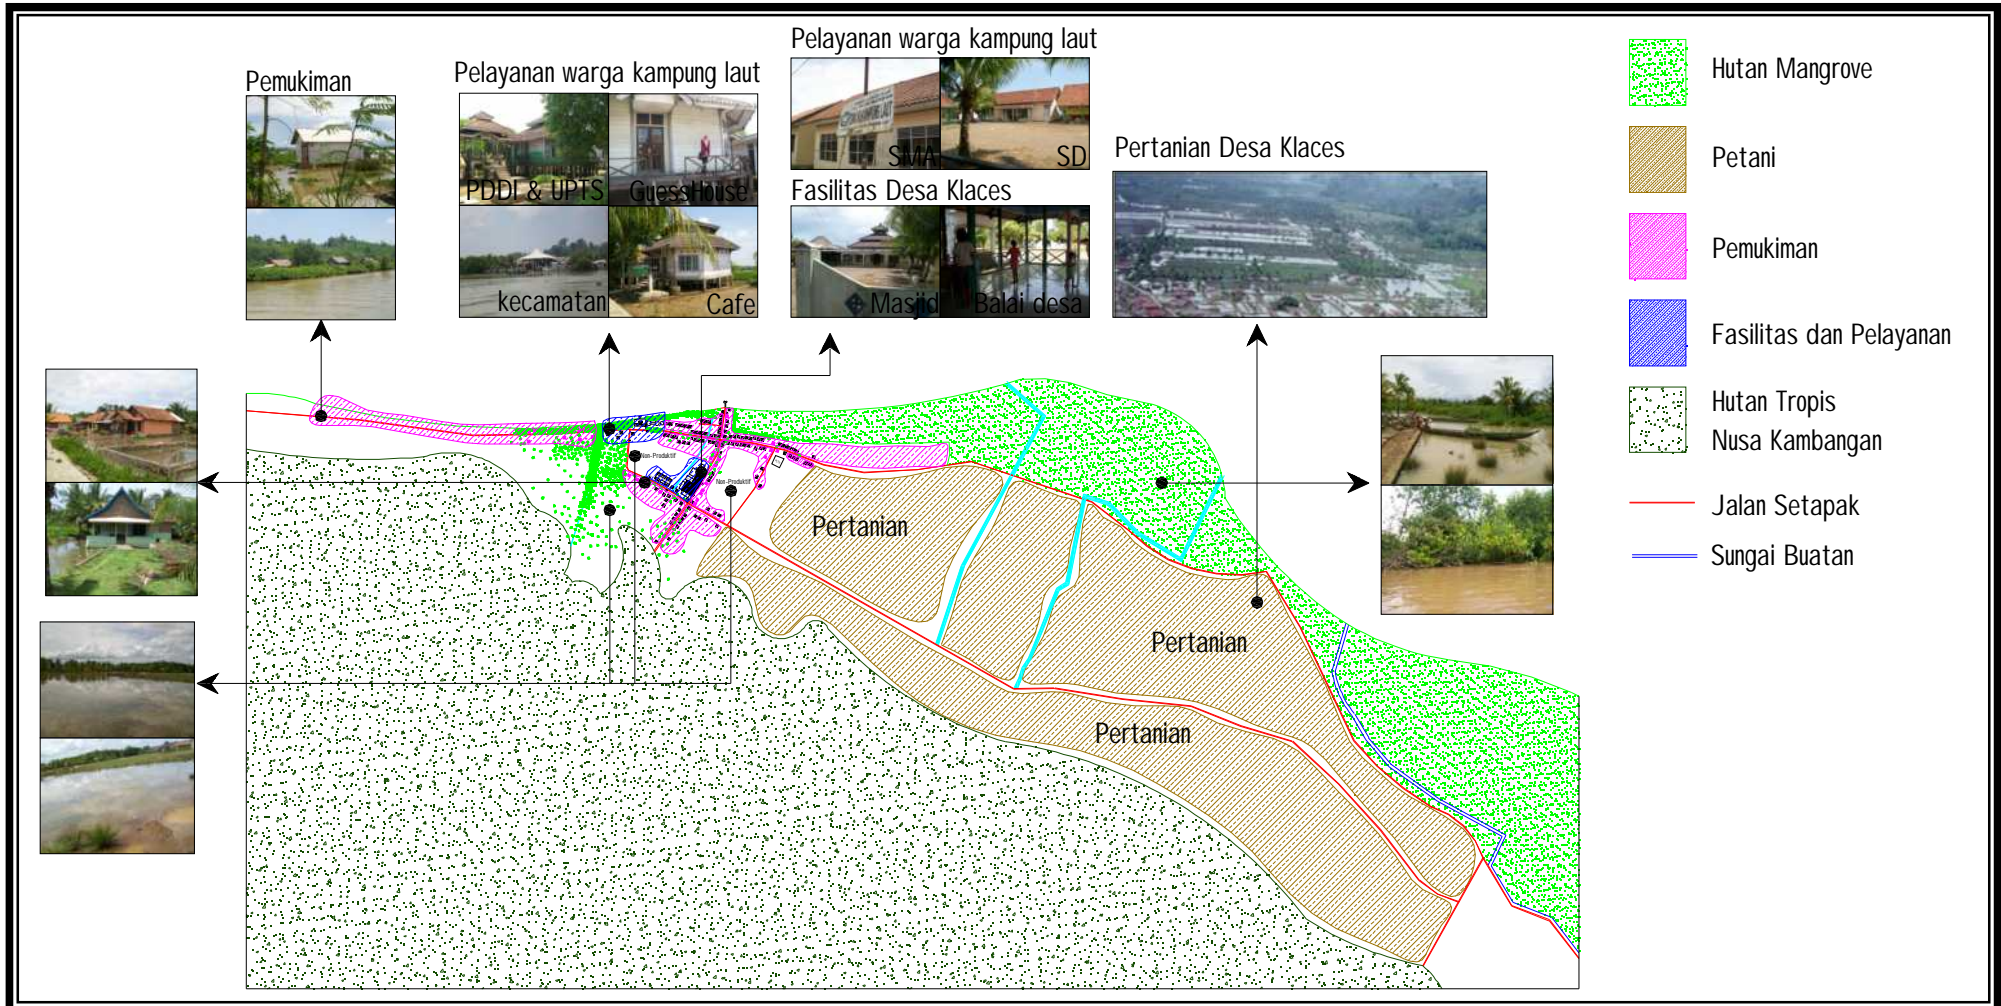 Pemukiman
Pelayanan warga kampung laut
PDDI & UPTS
GuessHouse
kecamatan
Cafe
Pelayanan warga kampung laut
SMA
SD
Fasilitas Desa Klaces
Masjid
Balai desa
Pertanian Desa Klaces
Hutan Mangrove
Petani
Pemukiman
Fasilitas dan Pelayanan
Hutan Tropis
Nusa Kambangan
Jalan Setapak
Sungai Buatan
Non-Produktif
Non-Produktif
Pertanian
Pertanian
Pertanian